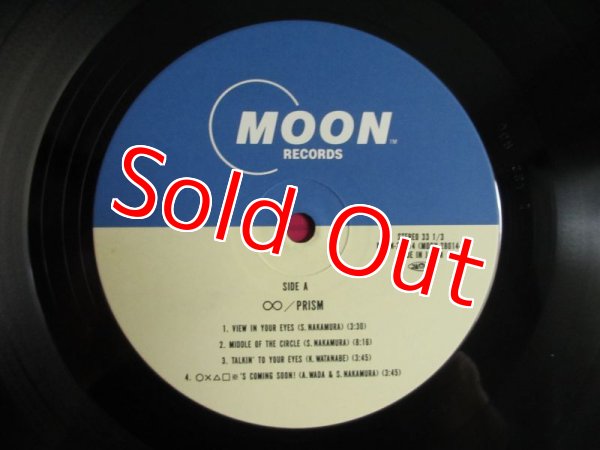 MOON™
RECORDS
Sold Out
STEREO 33 1/3
SIDE A
∞/PRISM
1. VIEW IN YOUR EYES (S. NAKAMURA) (3:30)
2. MIDDLE OF THE CIRCLE (S. NAKAMURA) (8:16)
3. TALKIN' TO YOUR EYES (K. WATANABE) (3:45)
4. ○×△□※'S COMING SOON! (A. WADA & S. NAKAMURA) (3:45)